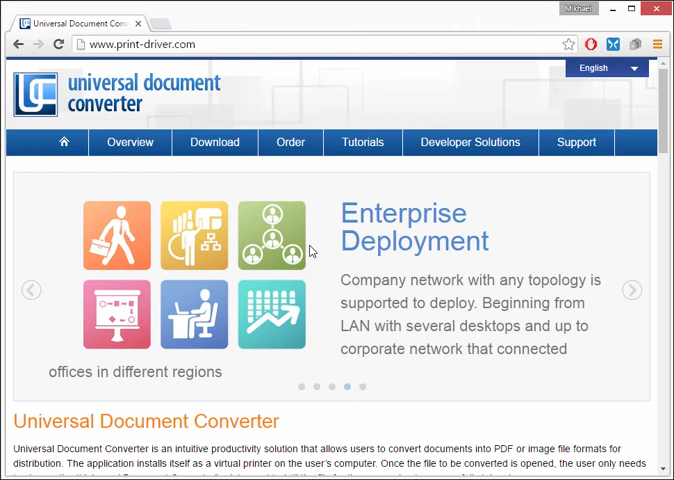 Mikhael
Universal Document Conve
www.print-driver.com
English
universal document
converter
Overview
Download
Order
Tutorials
Developer Solutions
Support
Enterprise
Deployment
Company network with any topology is
supported to deploy. Beginning from
LAN with several desktops and up to
corporate network that connected
offices in different regions
Universal Document Converter
Universal Document Converter is an intuitive productivity solution that allows users to convert documents into PDF or image file formats for
distribution. The application installs itself as a virtual printer on the user's computer. Once the file to be converted is opened, the user only needs